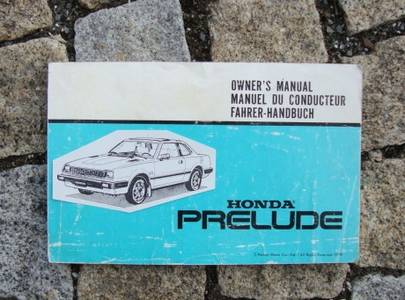 OWNER'S MANUAL
MANUEL DU CONDUCTEUR
FAHRER-HANDBUCH
HONDA
PRELUDE